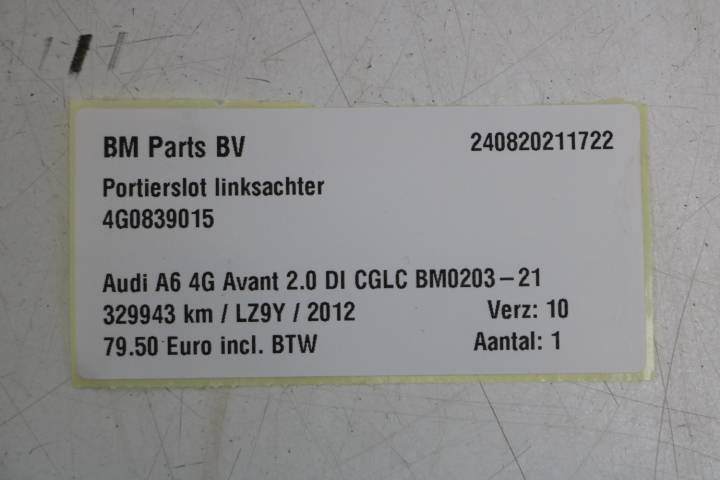 BM Parts BV 240820211722
Portierslot linksachter
4G0839015
Audi A6 4G Avant 2.0 DI CGLC BM0203-21
329943 km / LZ9Y / 2012 Verz: 10
79.50 Euro incl. BTW Aantal: 1